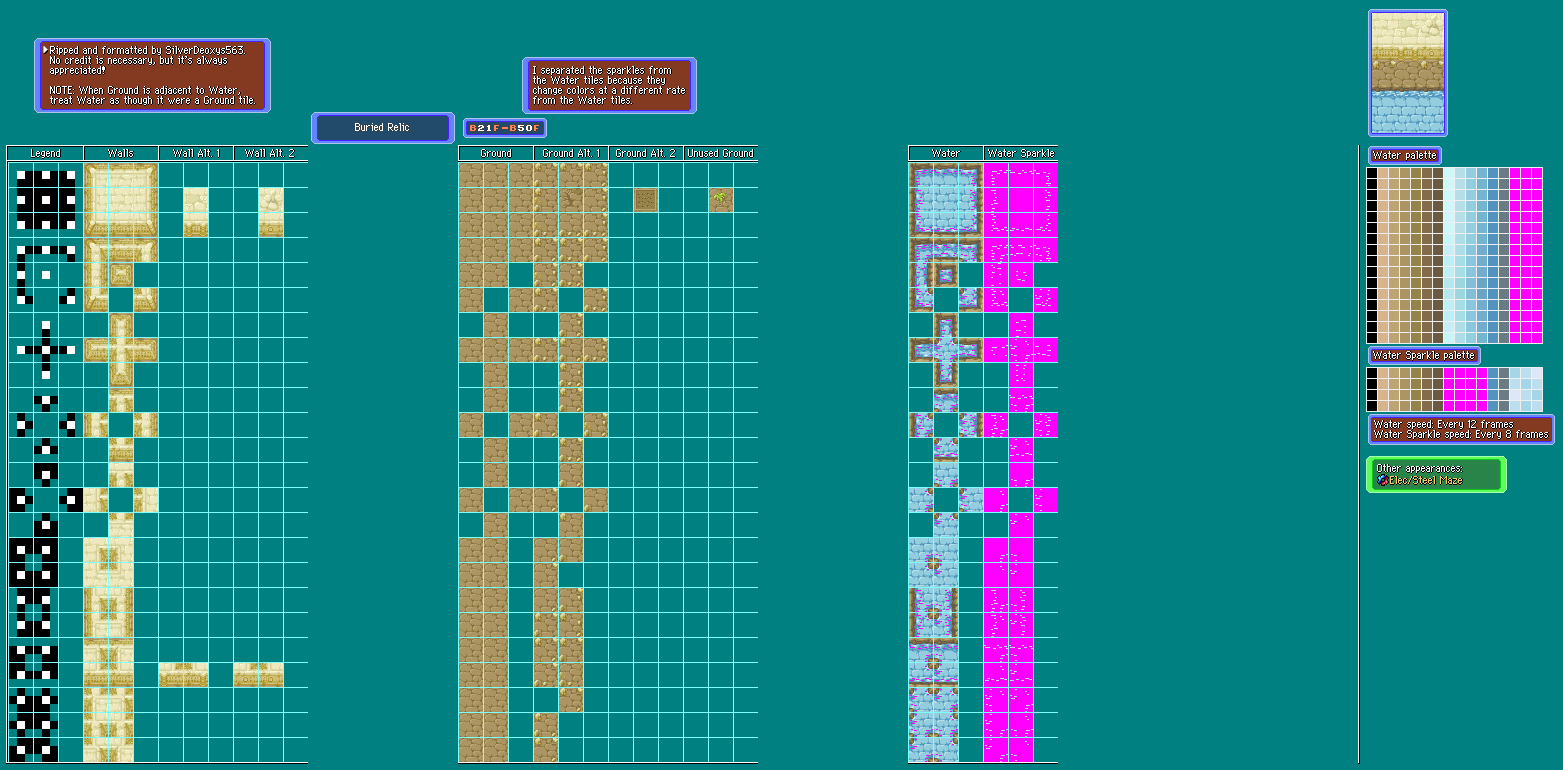 Ripped and formatted by SilverDeoxys563.
No credit is necessary, but it's always
appreciated!
NOTE: When Ground is adjacent to Water,
treat Water as though it were a Ground tile.
I separated the sparkles from
the Water tiles because they
change colors at a different rate
from the Water tiles.
Buried Relic
B21F-B50F
Legend
Walls
Wall Alt. 1
Wall Alt. 2
Ground
Ground Alt. 1
Ground Alt. 2
Unused Ground
Water
Water Sparkle
Water palette
Water Sparkle palette
Water speed: Every 12 frames
Water Sparkle speed: Every 8 frames
Other appearances:
Elec/Steel Maze